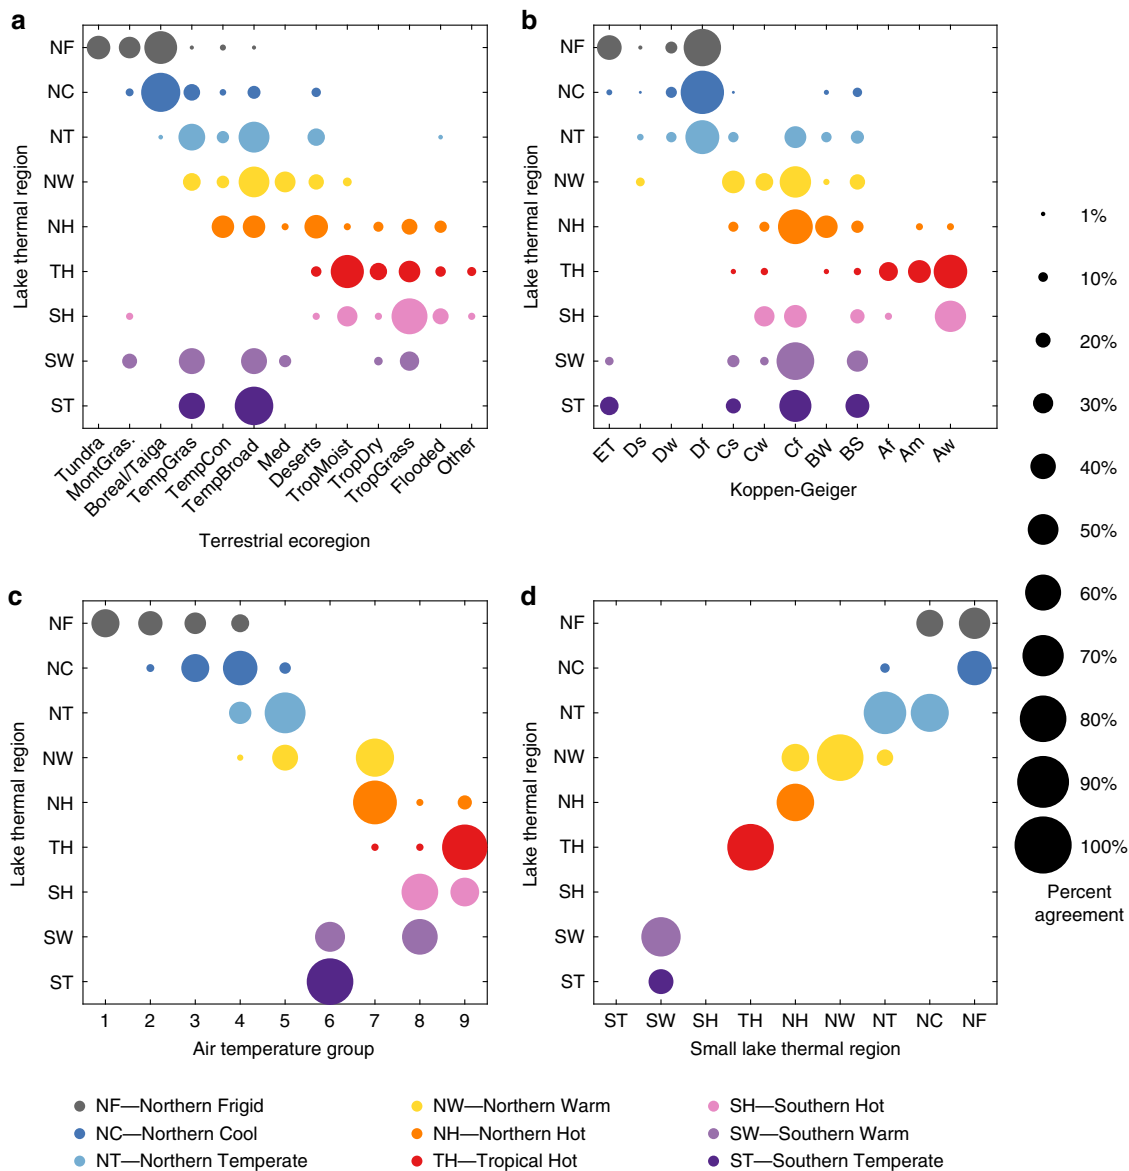 a
Lake thermal region
NF
NC
NT
NW
NH
TH
SH
SW
ST
Tundra
MontGras.
Boreal/Taiga
TempGras
TempCon
TempBroad
Med
Deserts
TropMoist
TropDry
TropGrass
Flooded
Other
Terrestrial ecoregion
b
Lake thermal region
NF
NC
NT
NW
NH
TH
SH
SW
ST
ET
Ds
Dw
Df
Cs
Cw
Cf
BW
BS
Af
Am
Aw
Koppen-Geiger
1%
10%
20%
30%
40%
50%
60%
70%
80%
90%
100%
Percent
agreement
c
Lake thermal region
NF
NC
NT
NW
NH
TH
SH
SW
ST
1 2 3 4 5 6 7 8 9
Air temperature group
d
Lake thermal region
NF
NC
NT
NW
NH
TH
SH
SW
ST
ST SW SH TH NH NW NT NC NF
Small lake thermal region
NF—Northern Frigid
NC—Northern Cool
NT—Northern Temperate
NW—Northern Warm
NH—Northern Hot
TH—Tropical Hot
SH—Southern Hot
SW—Southern Warm
ST—Southern Temperate